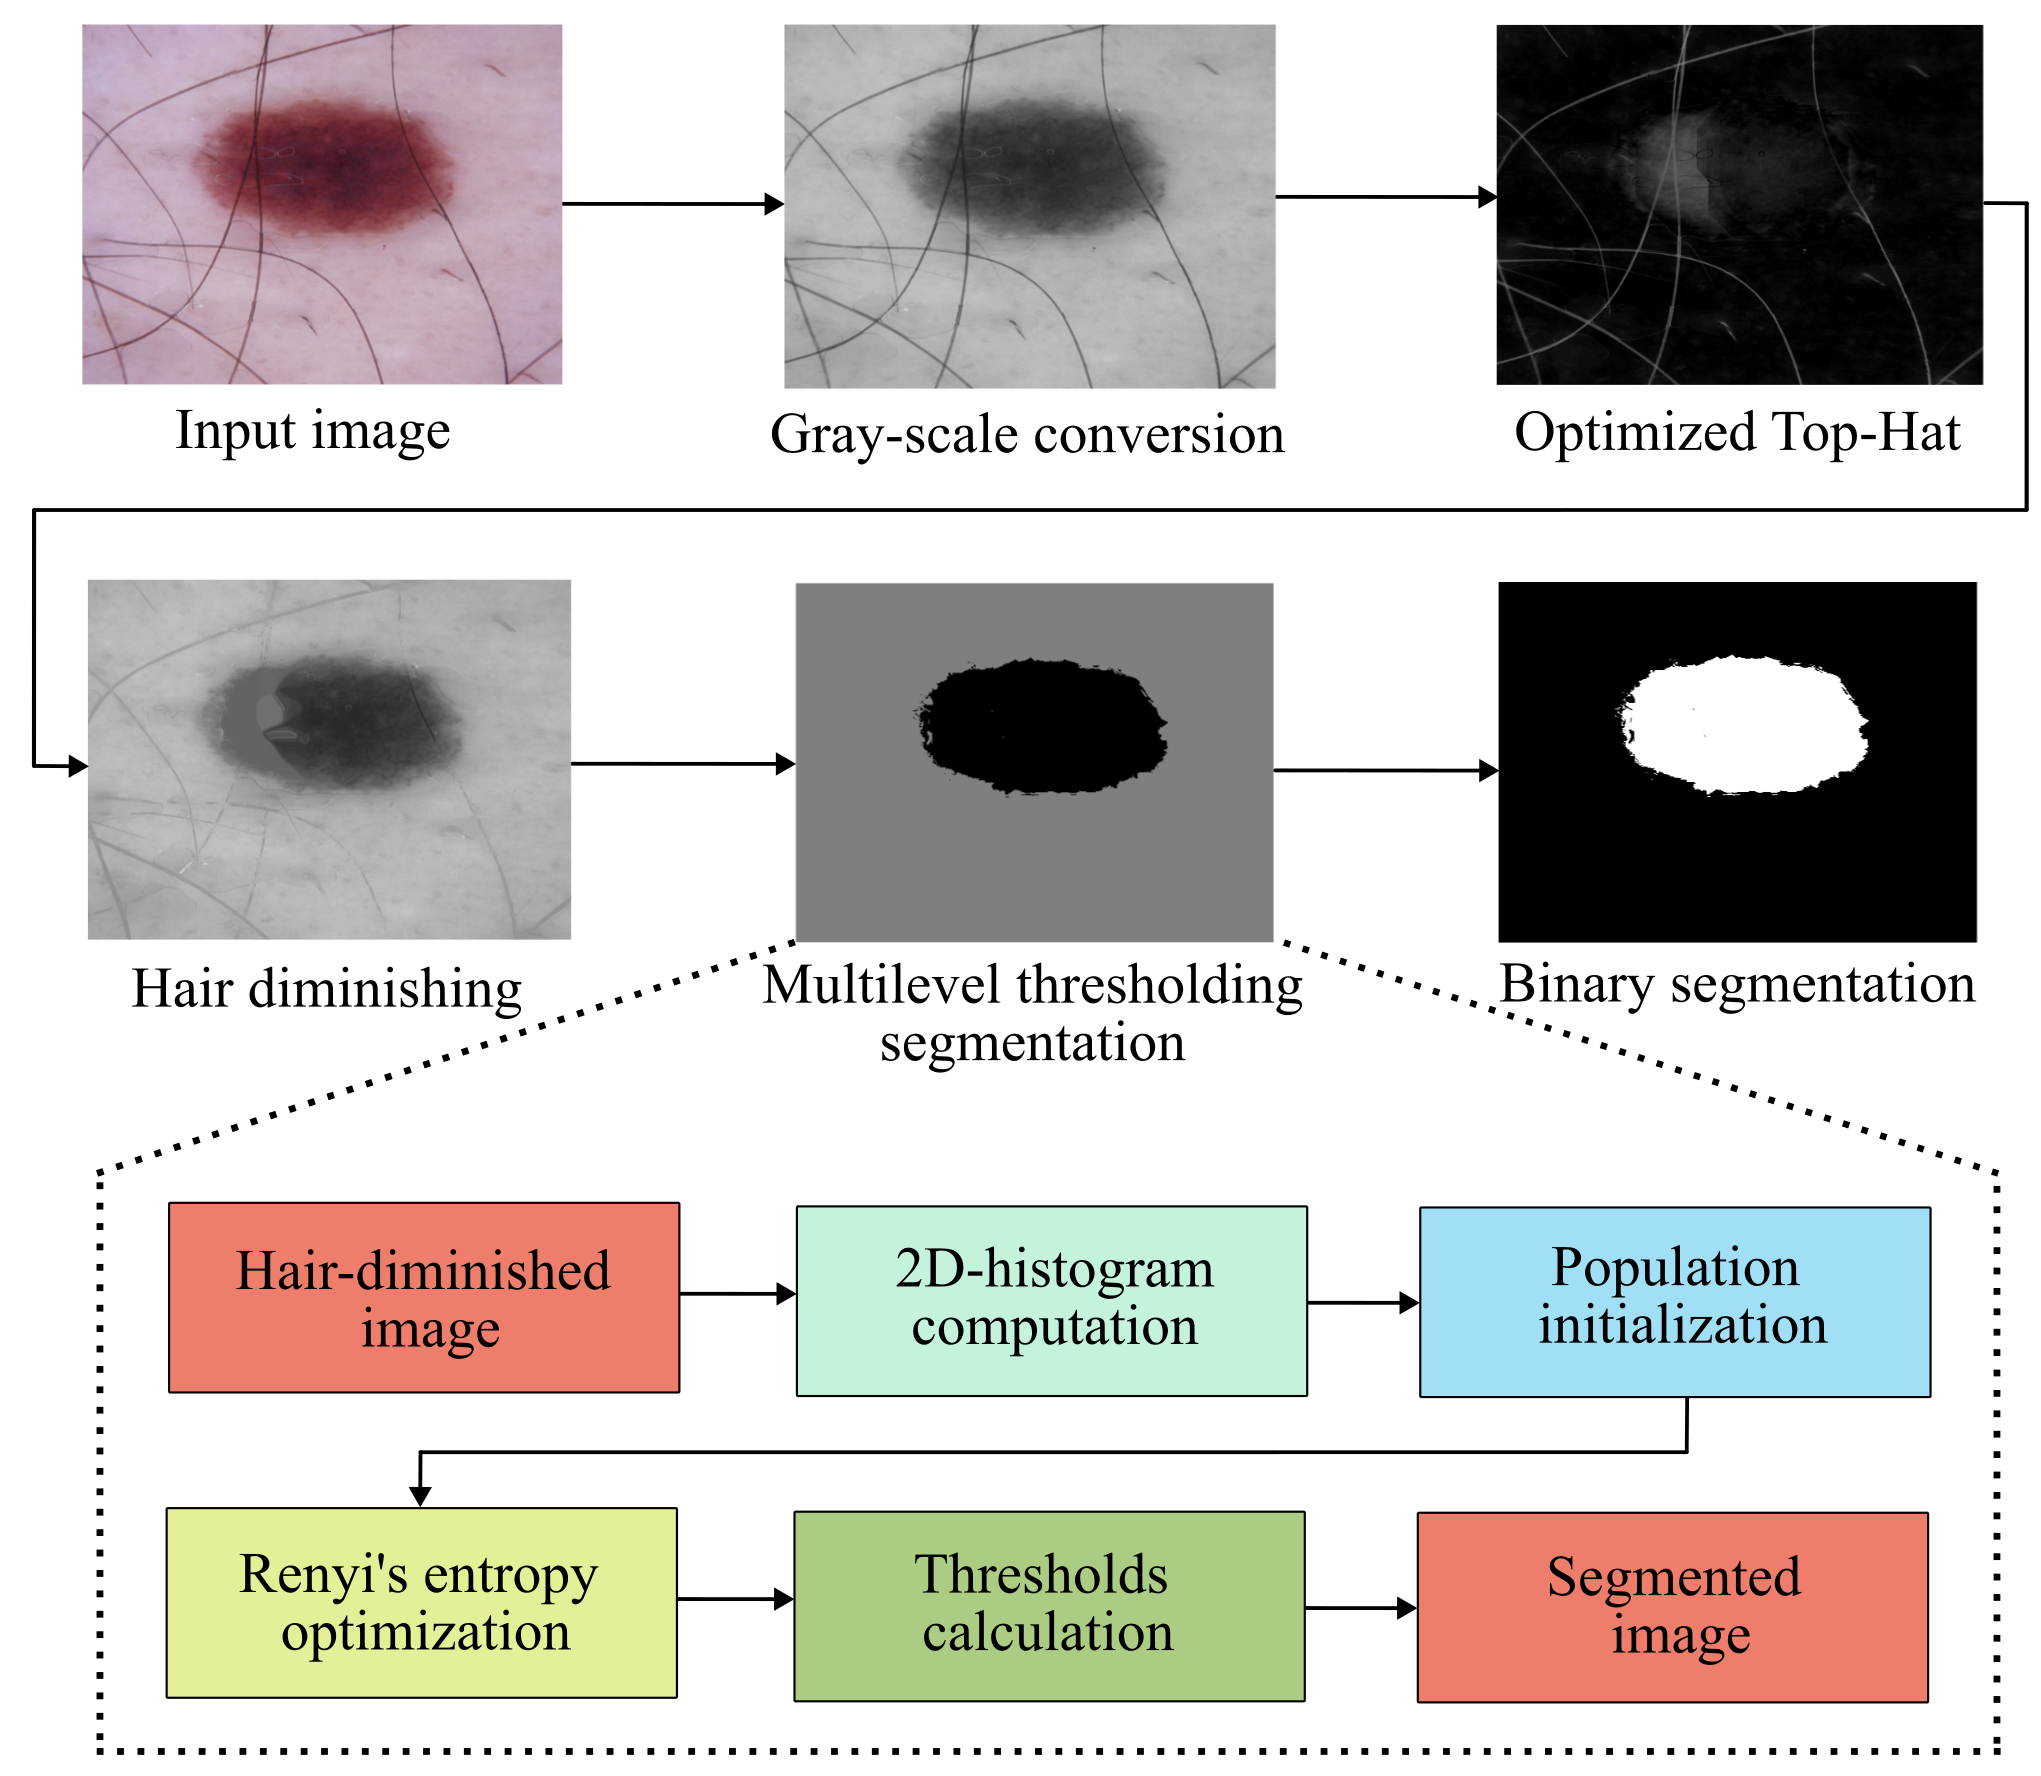 Input image
Gray-scale conversion
Optimized Top-Hat
Hair diminishing
Multilevel thresholding
segmentation
Binary segmentation
Hair-diminished
image
2D-histogram
computation
Population
initialization
Renyi's entropy
optimization
Thresholds
calculation
Segmented
image